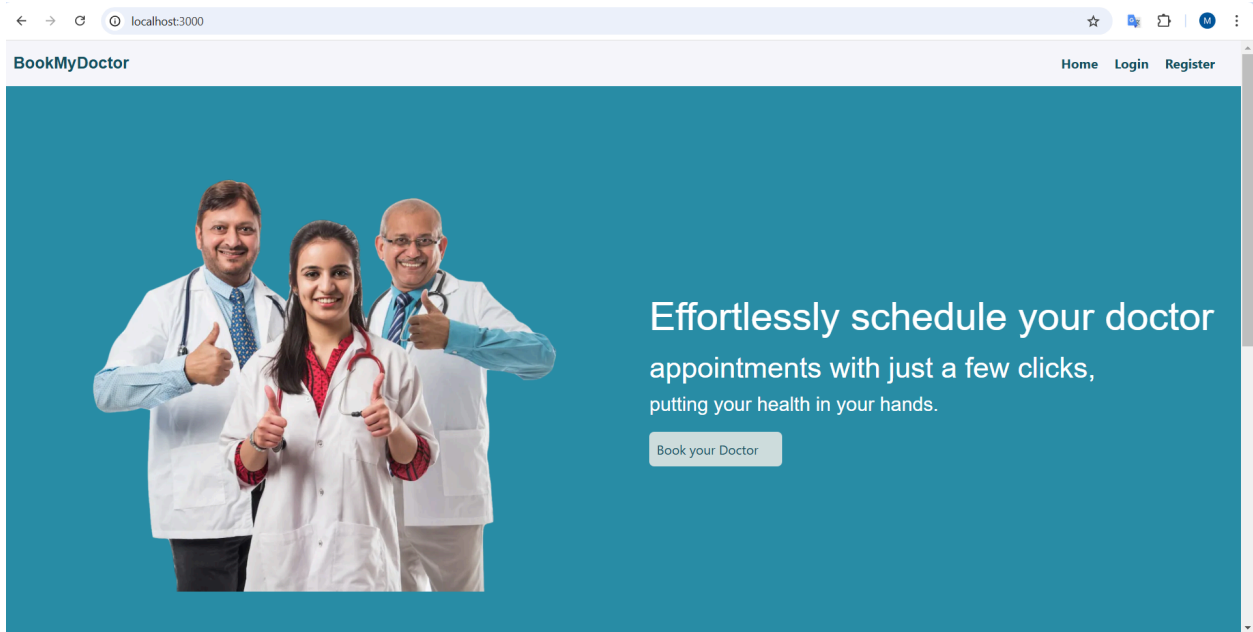 localhost:3000
M
BookMyDoctor
Home Login Register
Effortlessly schedule your doctor
appointments with just a few clicks,
putting your health in your hands.
Book your Doctor